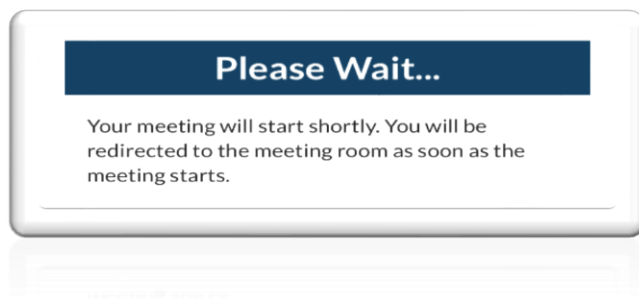 Please Wait...
Your meeting will start shortly. You will be
redirected to the meeting room as soon as the
meeting starts.